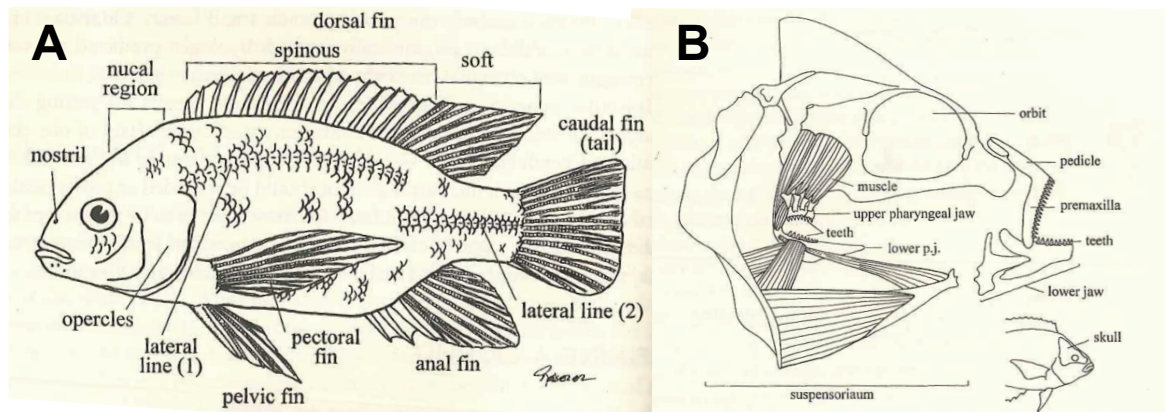 A
dorsal fin
spinous
soft
nucal
region
caudal fin
(tail)
nostril
opercles
lateral
line (1)
pectoral
fin
pelvic fin
anal fin
lateral line (2)
B
orbit
pedicle
muscle
premaxilla
upper pharyngeal jaw
teeth
teeth
lower p.j.
lower jaw
skull
suspensoriaum